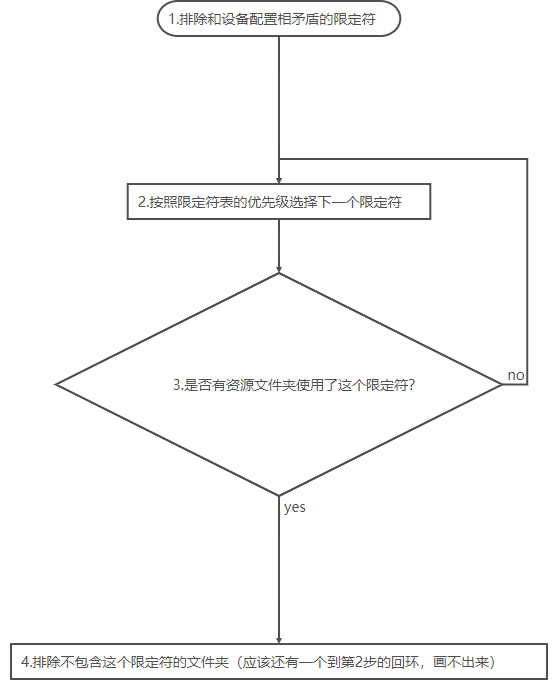 1.排除和设备配置相矛盾的限定符
2.按照限定符表的优先级选择下一个限定符
3.是否有资源文件夹使用了这个限定符？
no
yes
4.排除不包含这个限定符的文件夹（应该还有一个到第2步的回环，画不出来）